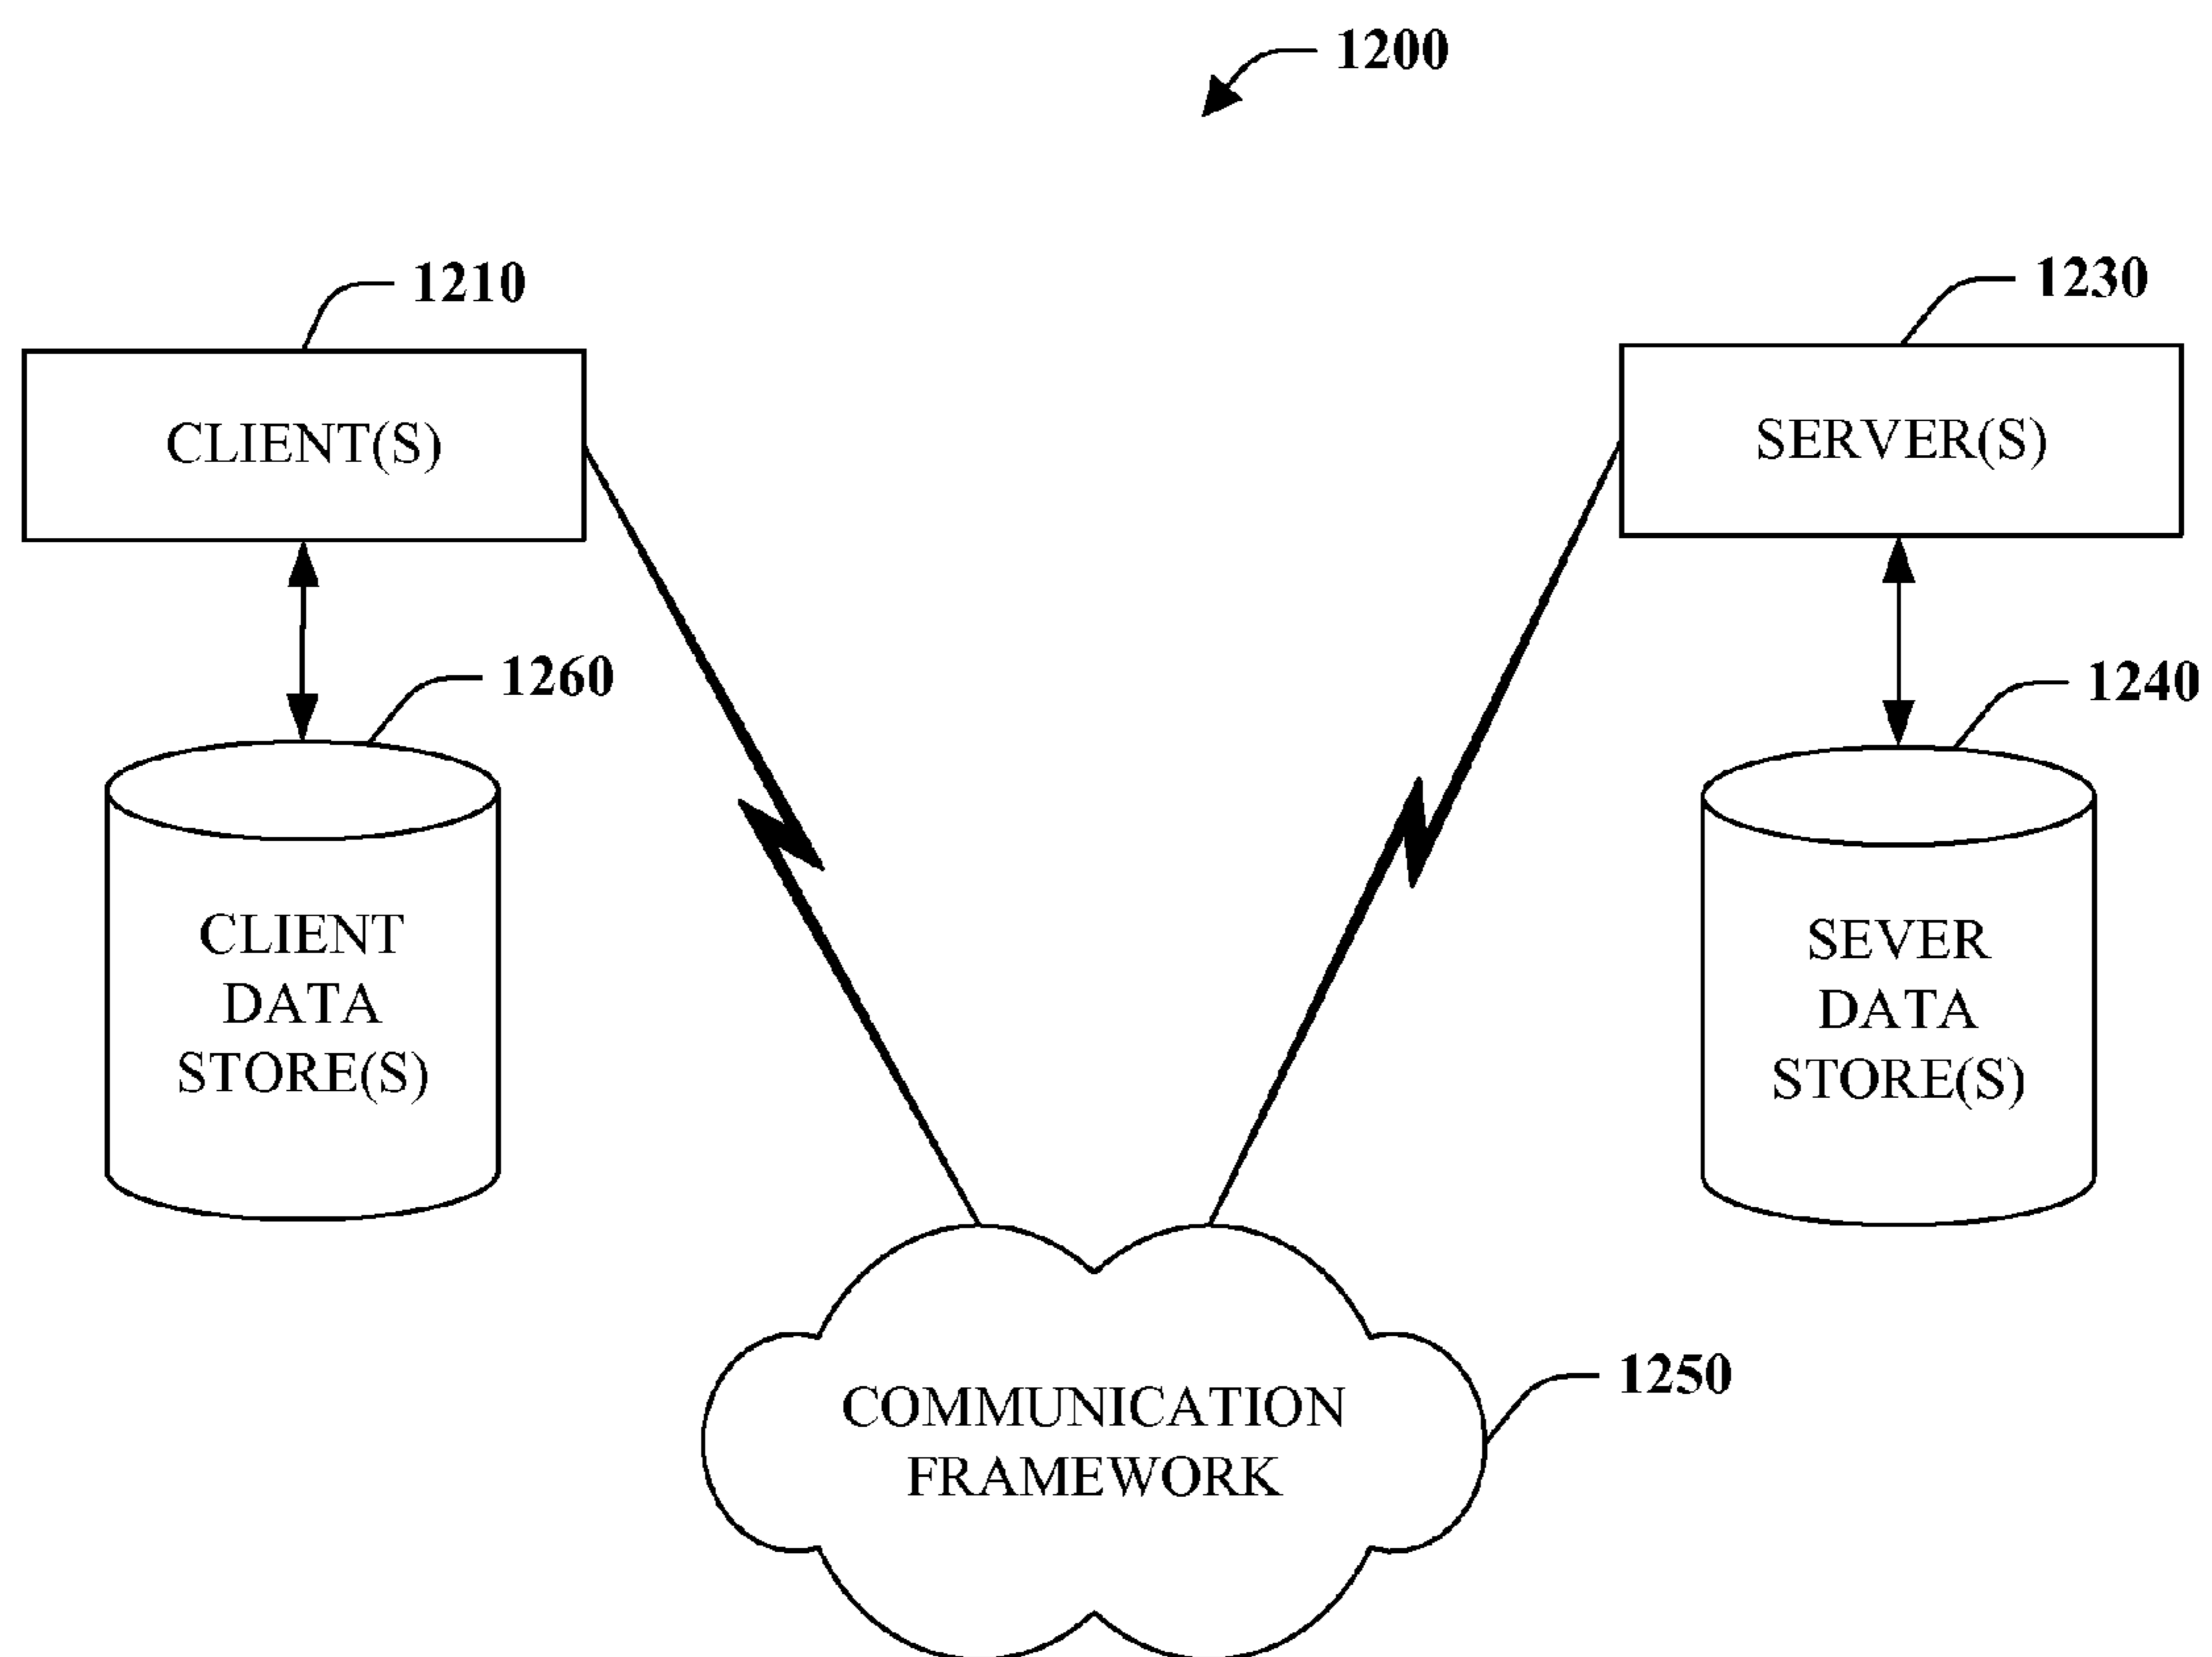 1200
1210
1230
CLIENT(S)
SERVER(S)
1260
1240
CLIENT
DATA
STORE(S)
SEVER
DATA
STORE(S)
1250
COMMUNICATION
FRAMEWORK